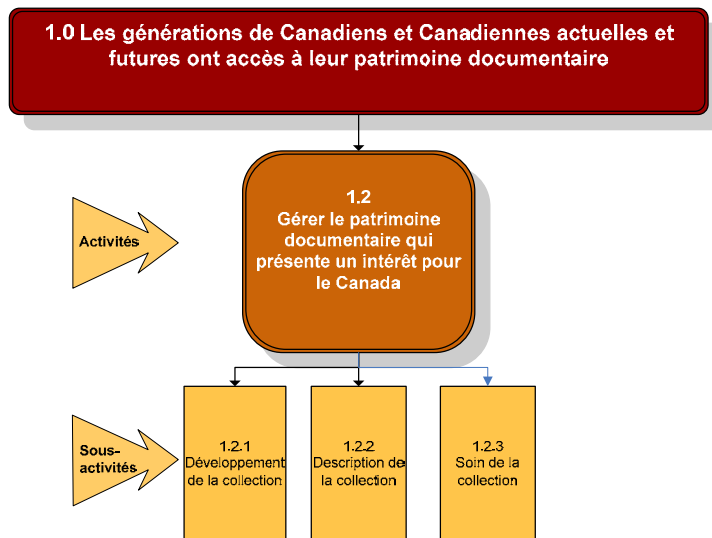 1.0 Les générations de Canadiens et Canadiennes actuelles et
futures ont accès à leur patrimoine documentaire
Activités
1.2
Gérer le patrimoine
documentaire qui
présente un intérêt pour
le Canada
Sous-
activités
1.2.1
Développement
de la collection
1.2.2
Description de
la collection
1.2.3
Soin de la
collection